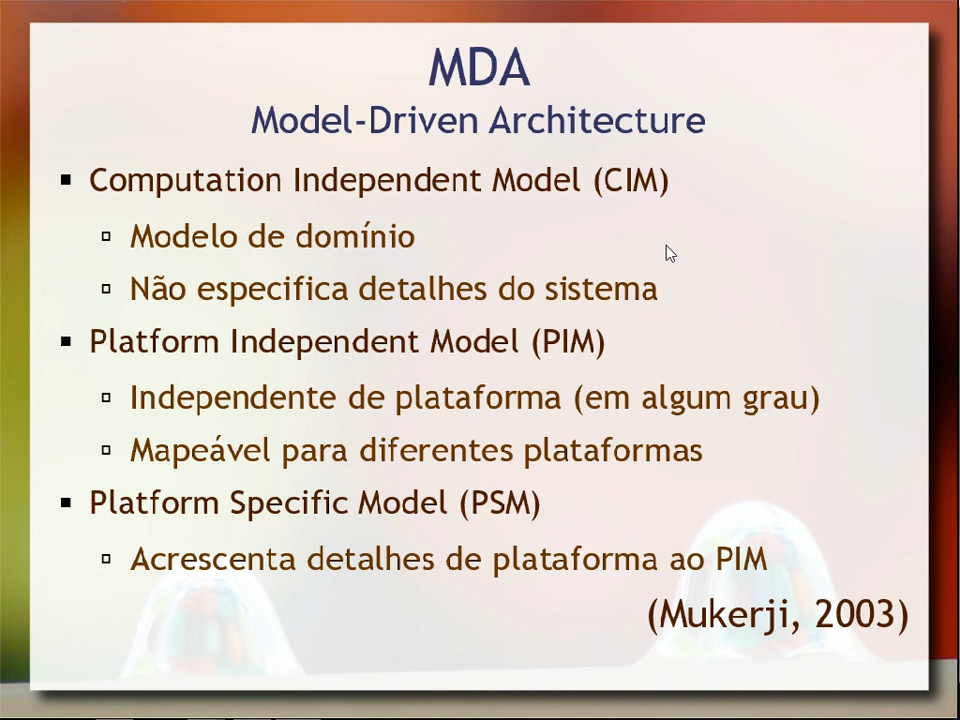 MDA
Model-Driven Architecture
Computation Independent Model (CIM)
Modelo de domínio
Não especifica detalhes do sistema
Platform Independent Model (PIM)
Independente de plataforma (em algum grau)
Mapeável para diferentes plataformas
Platform Specific Model (PSM)
Acrescenta detalhes de plataforma ao PIM
(Mukerji, 2003)